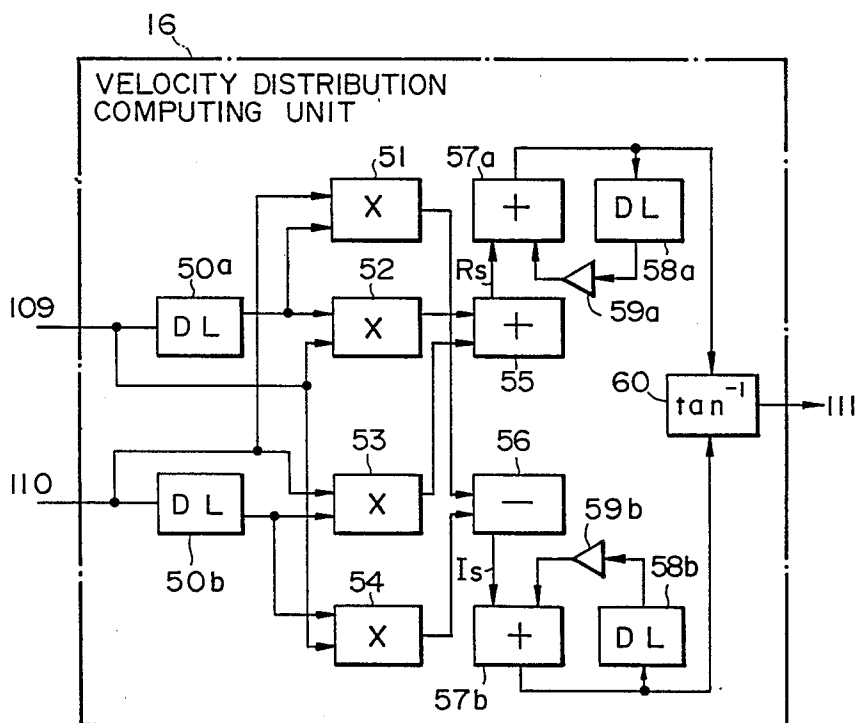 16
VELOCITY DISTRIBUTION
COMPUTING UNIT
51
X
57a
+
DL
58a
50a
52
Rs
59a
109
DL
X
+
55
60
tan⁻¹
111
53
56
110
DL
X
−
50b
59b
54
Is
58b
X
+
DL
57b